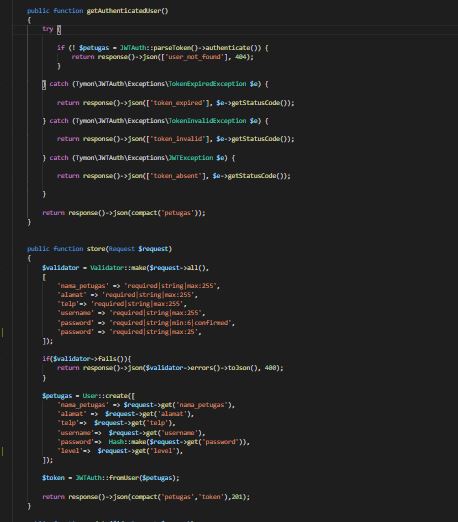 public function getAuthenticatedUser()
{
try {
if (! $petugas = JWTAuth::parseToken()->authenticate()) {
return response()->json(['user_not_found'], 404);
}
} catch (Tymon\JWTAuth\Exceptions\TokenExpiredException $e) {
return response()->json(['token_expired'], $e->getStatusCode());
} catch (Tymon\JWTAuth\Exceptions\TokenInvalidException $e) {
return response()->json(['token_invalid'], $e->getStatusCode());
} catch (Tymon\JWTAuth\Exceptions\JWTException $e) {
return response()->json(['token_absent'], $e->getStatusCode());
}
return response()->json(compact('petugas'));
}
public function store(Request $request)
{
$validator = Validator::make($request->all(),
[
'nama_petugas' => 'required|string|max:255',
'alamat' => 'required|string|max:255',
'telp'=> 'required|string|max:255',
'username' => 'required|string|max:255',
'password' => 'required|string|min:6|confirmed',
'password' => 'required|string|max:25',
]);
if($validator->fails()){
return response()->json($validator->errors()->toJson(), 400);
}
$petugas = User::create([
'nama_petugas' => $request->get('nama_petugas'),
'alamat' => $request->get('alamat'),
'telp'=> $request->get('telp'),
'username'=> $request->get('username'),
'password'=> Hash::make($request->get('password')),
'level'=> $request->get('level'),
]);
$token = JWTAuth::fromUser($petugas);
return response()->json(compact('petugas','token'),201);
}